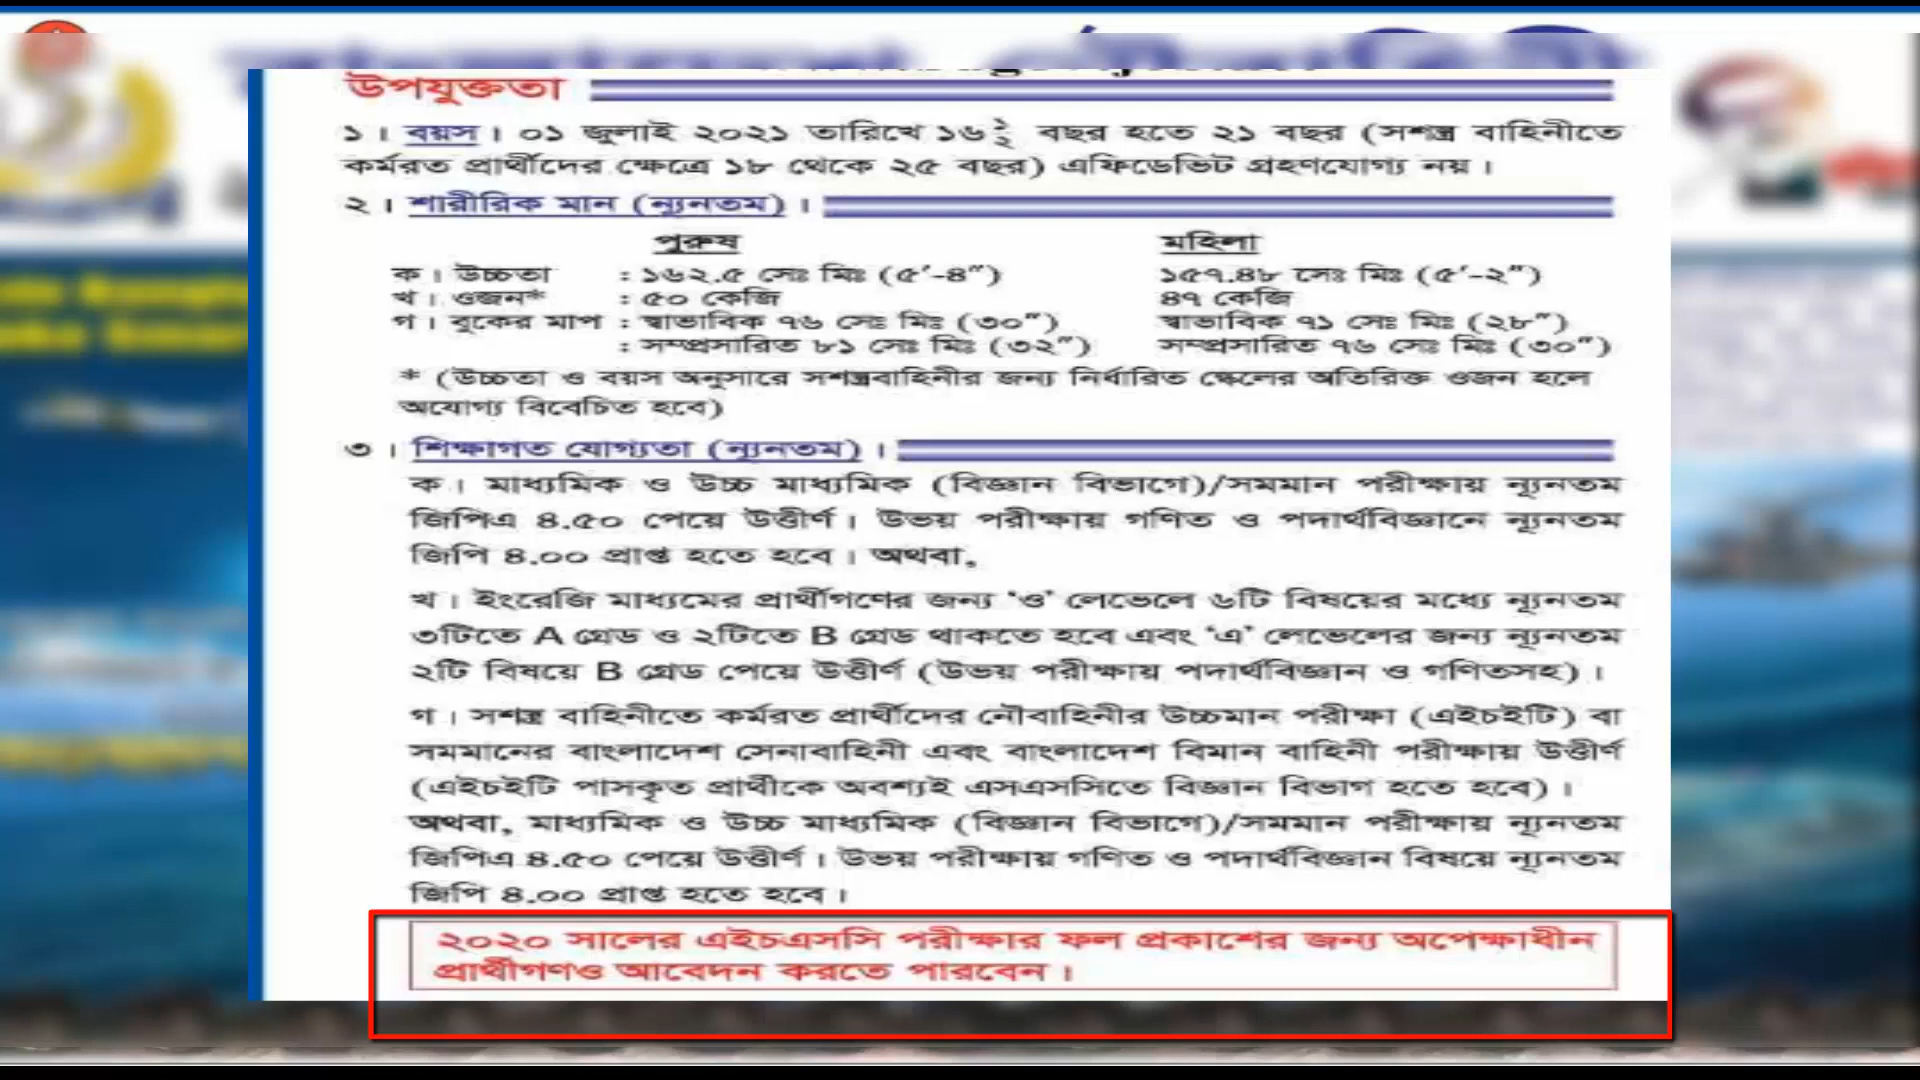 উপযুক্ততা
১। বয়স। ০১ জুলাই ২০২১ তারিখে ১৬ ১/২ বছর হতে ২১ বছর (সশস্ত্র বাহিনীতে
কর্মরত প্রার্থীদের ক্ষেত্রে ১৮ থেকে ২৫ বছর) এফিডেভিট গ্রহণযোগ্য নয়।
২। শারীরিক মান (ন্যূনতম)।
পুরুষ মহিলা
ক। উচ্চতা : ১৬২.৫ সেঃ মিঃ (৫′-৪″) ১৫৭.৪৮ সেঃ মিঃ (৫′-২″)
খ। ওজন* : ৫০ কেজি ৪৭ কেজি
গ। বুকের মাপ : স্বাভাবিক ৭৬ সেঃ মিঃ (৩০″) স্বাভাবিক ৭১ সেঃ মিঃ (২৮″)
: সম্প্রসারিত ৮১ সেঃ মিঃ (৩২″) সম্প্রসারিত ৭৬ সেঃ মিঃ (৩০″)
* (উচ্চতা ও বয়স অনুসারে সশস্ত্রবাহিনীর জন্য নির্ধারিত স্কেলের অতিরিক্ত ওজন হলে
অযোগ্য বিবেচিত হবে)
৩। শিক্ষাগত যোগ্যতা (ন্যূনতম)।
ক। মাধ্যমিক ও উচ্চ মাধ্যমিক (বিজ্ঞান বিভাগে)/সমমান পরীক্ষায় ন্যূনতম
জিপিএ ৪.৫০ পেয়ে উত্তীর্ণ। উভয় পরীক্ষায় গণিত ও পদার্থবিজ্ঞানে ন্যূনতম
জিপি ৪.০০ প্রাপ্ত হতে হবে। অথবা,
খ। ইংরেজি মাধ্যমের প্রার্থীগণের জন্য ‘ও’ লেভেলে ৬টি বিষয়ের মধ্যে ন্যূনতম
৩টিতে A গ্রেড ও ২টিতে B গ্রেড থাকতে হবে এবং ‘এ’ লেভেলের জন্য ন্যূনতম
২টি বিষয়ে B গ্রেড পেয়ে উত্তীর্ণ (উভয় পরীক্ষায় পদার্থবিজ্ঞান ও গণিতসহ)।
গ। সশস্ত্র বাহিনীতে কর্মরত প্রার্থীদের নৌবাহিনীর উচ্চমান পরীক্ষা (এইচইটি) বা
সমমানের বাংলাদেশ সেনাবাহিনী এবং বাংলাদেশ বিমান বাহিনী পরীক্ষায় উত্তীর্ণ
(এইচইটি পাসকৃত প্রার্থীকে অবশ্যই এসএসসিতে বিজ্ঞান বিভাগ হতে হবে)।
অথবা, মাধ্যমিক ও উচ্চ মাধ্যমিক (বিজ্ঞান বিভাগে)/সমমান পরীক্ষায় ন্যূনতম
জিপিএ ৪.৫০ পেয়ে উত্তীর্ণ। উভয় পরীক্ষায় গণিত ও পদার্থবিজ্ঞান বিষয়ে ন্যূনতম
জিপি ৪.০০ প্রাপ্ত হতে হবে।
২০২০ সালের এইচএসসি পরীক্ষার ফল প্রকাশের জন্য অপেক্ষাধীন
প্রার্থীগণও আবেদন করতে পারবেন।